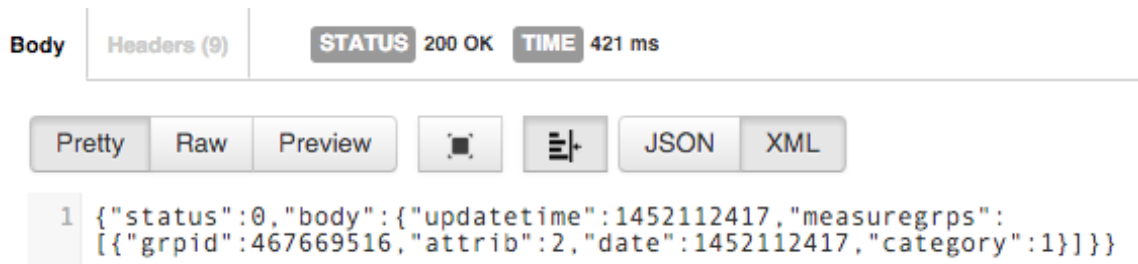 Body Headers (9) STATUS 200 OK TIME 421 ms
Pretty Raw Preview JSON XML
1 {"status":0,"body":{"updatetime":1452112417,"measuregrps":
[{"grpid":467669516,"attrib":2,"date":1452112417,"category":1}]}}